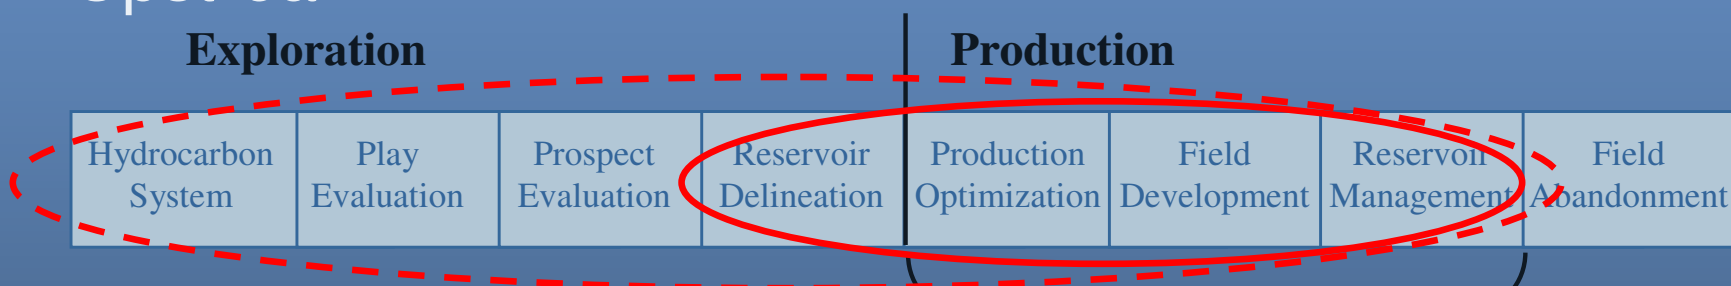 Exploration
Production
Hydrocarbon System
Play Evaluation
Prospect Evaluation
Reservoir Delineation
Production Optimization
Field Development
Reservoir Management
Field Abandonment